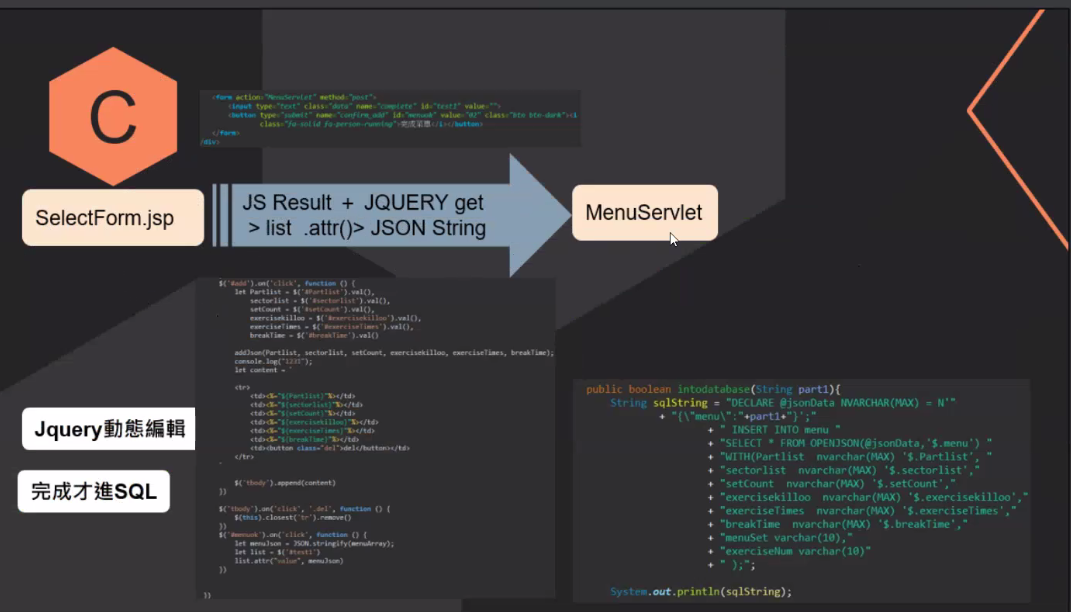 C
<form action="MenuServlet" method="post">
<input type="text" class="data" name="complete" id="test1" value="">
<button type="submit" name="confirm_add" id="menuok" value="02" class="btn btn-dark"><i
class="fa-solid fa-person-running">完成菜單</i></button>
</form>
/div>
SelectForm.jsp
JS Result + JQUERY get
> list .attr()> JSON String
MenuServlet
$('#add').on('click', function () {
let Partlist = $('#Partlist').val(),
sectorlist = $('#sectorlist').val(),
setCount = $('#setCount').val(),
exercisekilloo = $('#exercisekilloo').val(),
exerciseTimes = $('#exerciseTimes').val(),
breakTime = $('#breakTime').val()
addJson(Partlist, sectorlist, setCount, exercisekilloo, exerciseTimes, breakTime);
console.log("1231");
let content = `
<tr>
<td><%="${Partlist}"%></td>
<td><%="${sectorlist}"%></td>
<td><%="${setCount}"%></td>
<td><%="${exercisekilloo}"%></td>
<td><%="${exerciseTimes}"%></td>
<td><%="${breakTime}"%></td>
<td><button class="del">del</button></td>
</tr>
`
$('tbody').append(content)
})
$('tbody').on('click', '.del', function () {
$(this).closest('tr').remove()
})
$('#menuok').on('click', function () {
let menuJson = JSON.stringify(menuArray);
let list = $('#test1')
list.attr("value", menuJson)
})
})
Jquery動態編輯
完成才進SQL
public boolean intodatabase(String part1){
String sqlString = "DECLARE @jsonData NVARCHAR(MAX) = N'"
+ "{\"menu\":"+part1+"}';"
+ " INSERT INTO menu "
+ "SELECT * FROM OPENJSON(@jsonData,'$.menu') "
+ "WITH(Partlist nvarchar(MAX) '$.Partlist', "
+ "sectorlist nvarchar(MAX) '$.sectorlist',"
+ "setCount nvarchar(MAX) '$.setCount',"
+ "exercisekilloo nvarchar(MAX) '$.exercisekilloo',"
+ "exerciseTimes nvarchar(MAX) '$.exerciseTimes',"
+ "breakTime nvarchar(MAX) '$.breakTime',"
+ "menuSet varchar(10),"
+ "exerciseNum varchar(10)"
+ " );";
System.out.println(sqlString);